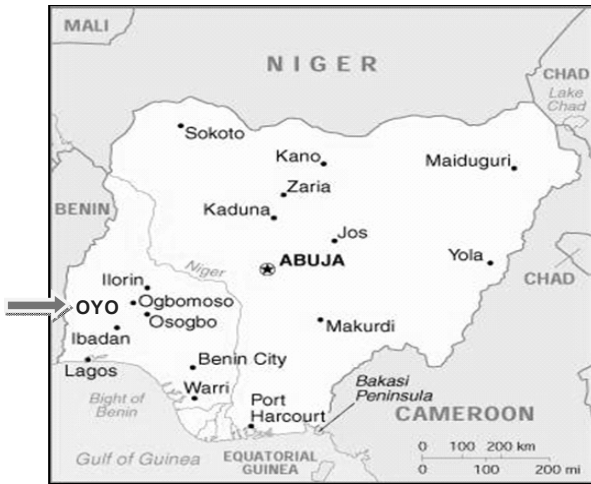 MALI
NIGER
CHAD
Lake
Chad
Sokoto
Kano
Maiduguri
Zaria
BENIN
Kaduna
Jos
Niger
ABUJA
Yola
CHAD
Ilorin
OYO
Ogbomoso
Osogbo
Makurdi
Ibadan
Lagos
Benin City
Warri
Bight of
Benin
Port
Harcourt
Bakasi
Peninsula
CAMEROON
Gulf of Guinea
EQUATORIAL
GUINEA
0 100 200 km
0 100 200 mi